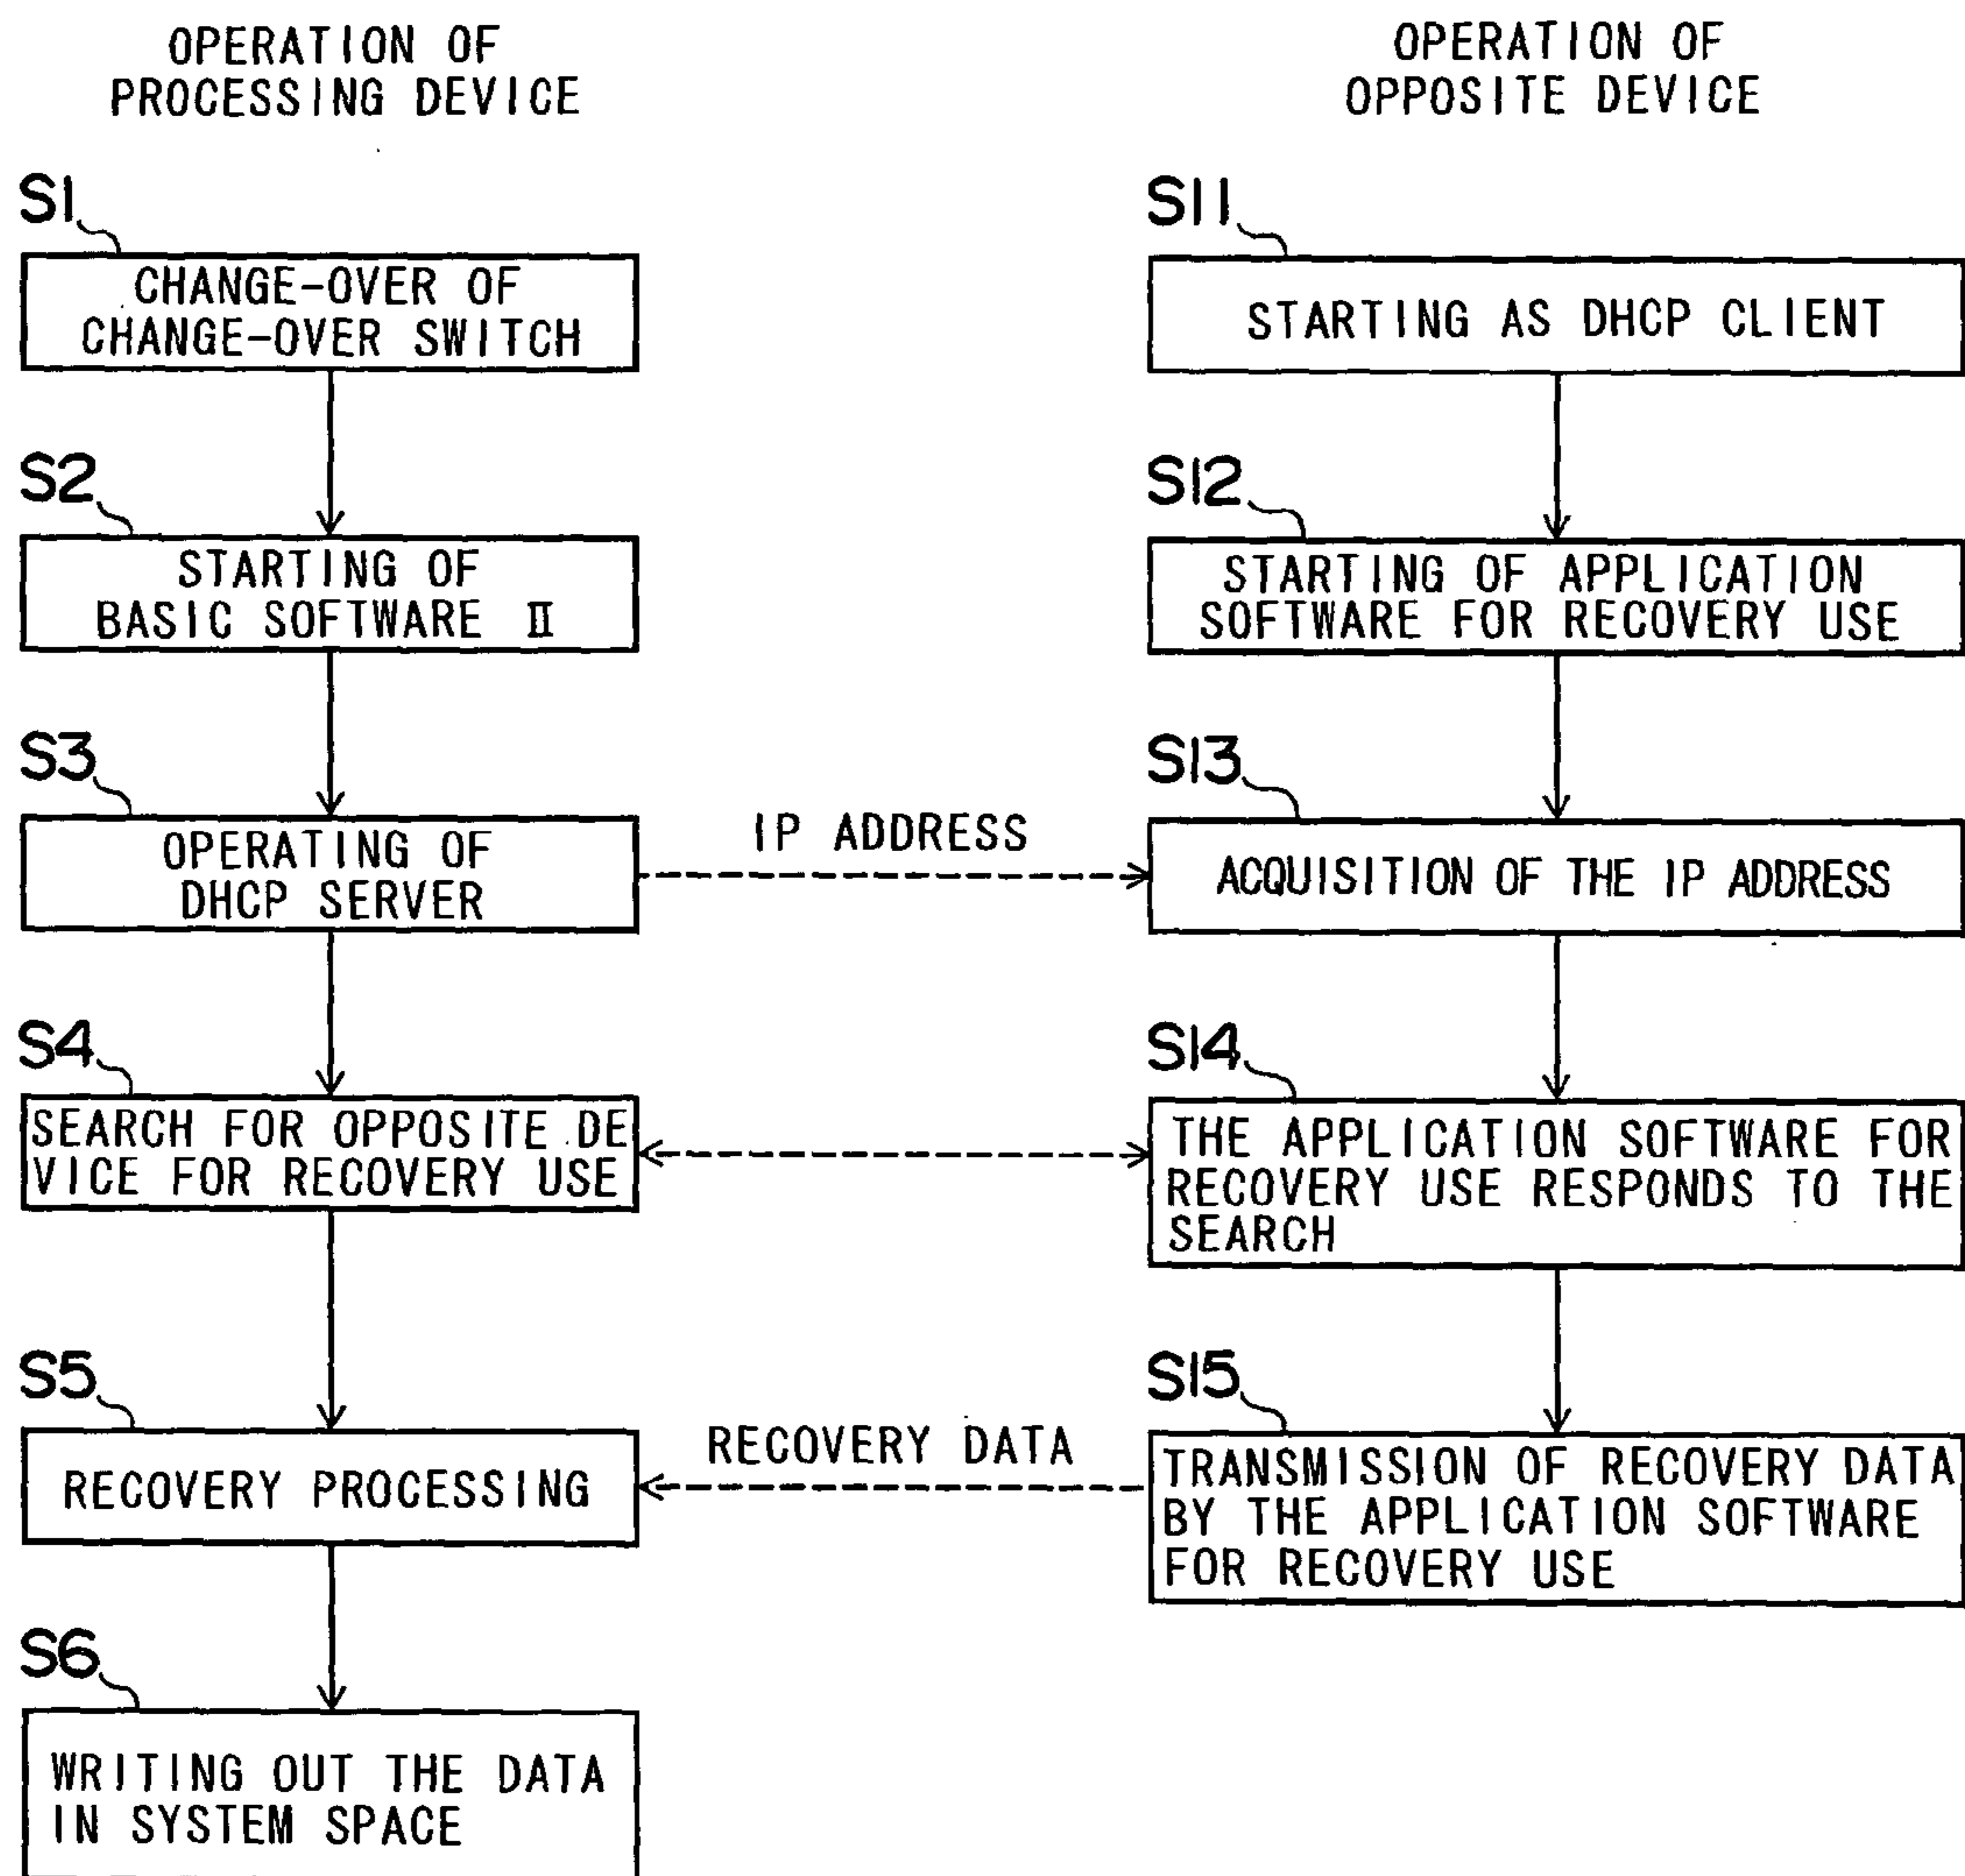 OPERATION OF
PROCESSING DEVICE
OPERATION OF
OPPOSITE DEVICE
S1
CHANGE-OVER OF
CHANGE-OVER SWITCH
S11
STARTING AS DHCP CLIENT
S2
STARTING OF
BASIC SOFTWARE II
S12
STARTING OF APPLICATION
SOFTWARE FOR RECOVERY USE
S3
OPERATING OF
DHCP SERVER
IP ADDRESS
S13
ACQUISITION OF THE IP ADDRESS
S4
SEARCH FOR OPPOSITE DE
VICE FOR RECOVERY USE
S14
THE APPLICATION SOFTWARE FOR
RECOVERY USE RESPONDS TO THE
SEARCH
S5
RECOVERY PROCESSING
RECOVERY DATA
S15
TRANSMISSION OF RECOVERY DATA
BY THE APPLICATION SOFTWARE
FOR RECOVERY USE
S6
WRITING OUT THE DATA
IN SYSTEM SPACE